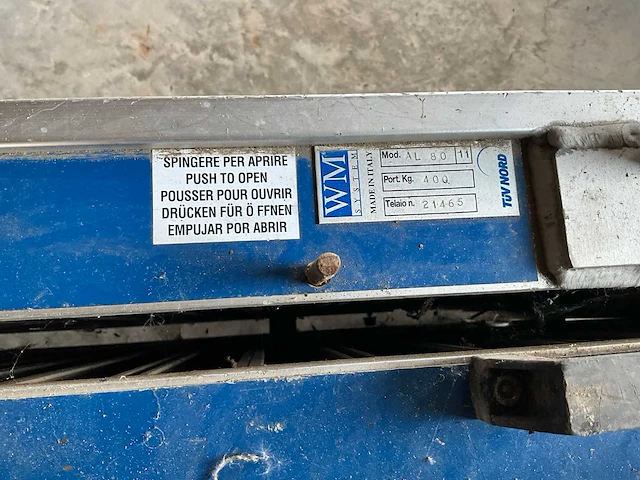 SPINGERE PER APRIRE
PUSH TO OPEN
POUSSER POUR OUVRIR
DRÜCKEN FÜR Ö FFNEN
EMPUJAR POR ABRIR
WM
SYSTEM
MADE IN ITALY
Mod. AL 80 11
Port. Kg. 400
Telaio n. 21465
TÜV NORD